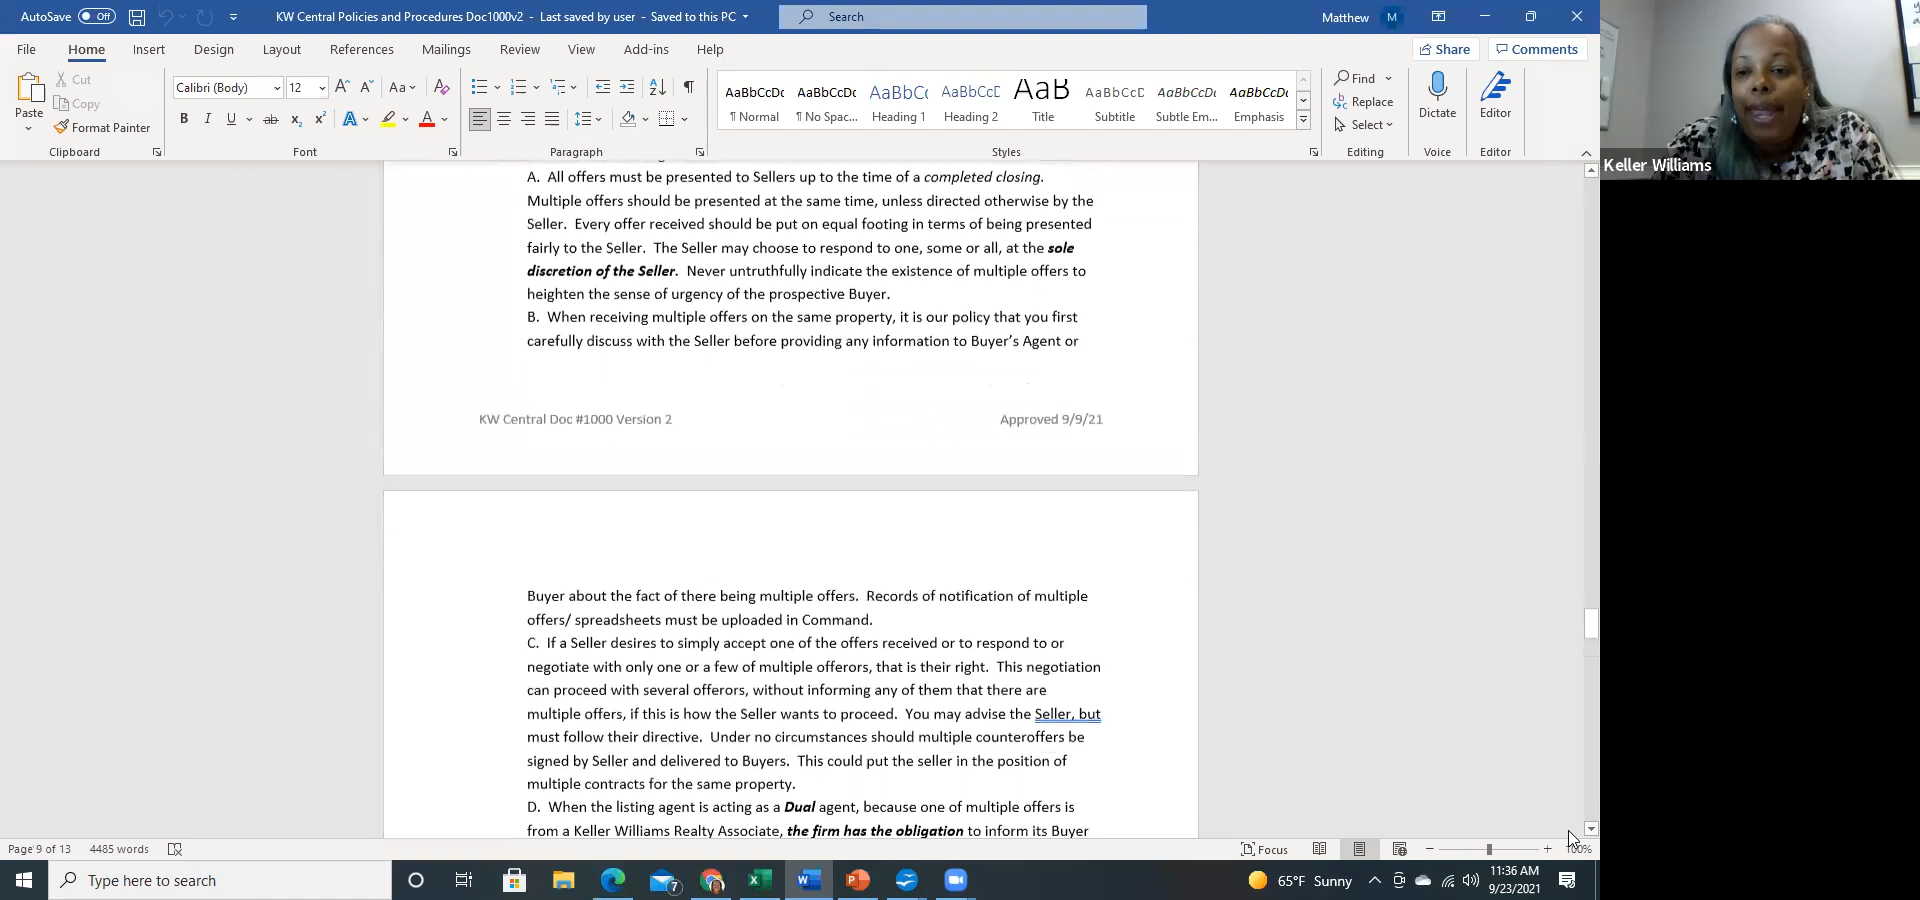 AutoSave Off KW Central Policies and Procedures Doc1000v2 - Last saved by user - Saved to this PC Search Matthew M
File Home Insert Design Layout References Mailings Review View Add-ins Help Share Comments
Paste Cut Copy Format Painter
Calibri (Body) 12 Aa
B I U ab x₂ x² A A
AaBbCcDc AaBbCcDc AaBbCc AaBbCcD AaB AaBbCcD AaBbCcDc AaBbCcDc
¶ Normal ¶ No Spac... Heading 1 Heading 2 Title Subtitle Subtle Em... Emphasis
Find Replace Select Dictate Editor
Clipboard Font Paragraph Styles Editing Voice Editor
Keller Williams
A. All offers must be presented to Sellers up to the time of a completed closing.
Multiple offers should be presented at the same time, unless directed otherwise by the
Seller. Every offer received should be put on equal footing in terms of being presented
fairly to the Seller. The Seller may choose to respond to one, some or all, at the sole
discretion of the Seller. Never untruthfully indicate the existence of multiple offers to
heighten the sense of urgency of the prospective Buyer.
B. When receiving multiple offers on the same property, it is our policy that you first
carefully discuss with the Seller before providing any information to Buyer's Agent or
KW Central Doc #1000 Version 2 Approved 9/9/21
Buyer about the fact of there being multiple offers. Records of notification of multiple
offers/ spreadsheets must be uploaded in Command.
C. If a Seller desires to simply accept one of the offers received or to respond to or
negotiate with only one or a few of multiple offerors, that is their right. This negotiation
can proceed with several offerors, without informing any of them that there are
multiple offers, if this is how the Seller wants to proceed. You may advise the Seller, but
must follow their directive. Under no circumstances should multiple counteroffers be
signed by Seller and delivered to Buyers. This could put the seller in the position of
multiple contracts for the same property.
D. When the listing agent is acting as a Dual agent, because one of multiple offers is
from a Keller Williams Realty Associate, the firm has the obligation to inform its Buyer
Page 9 of 13 4485 words Focus 100%
Type here to search 7 65°F Sunny 11:36 AM
9/23/2021